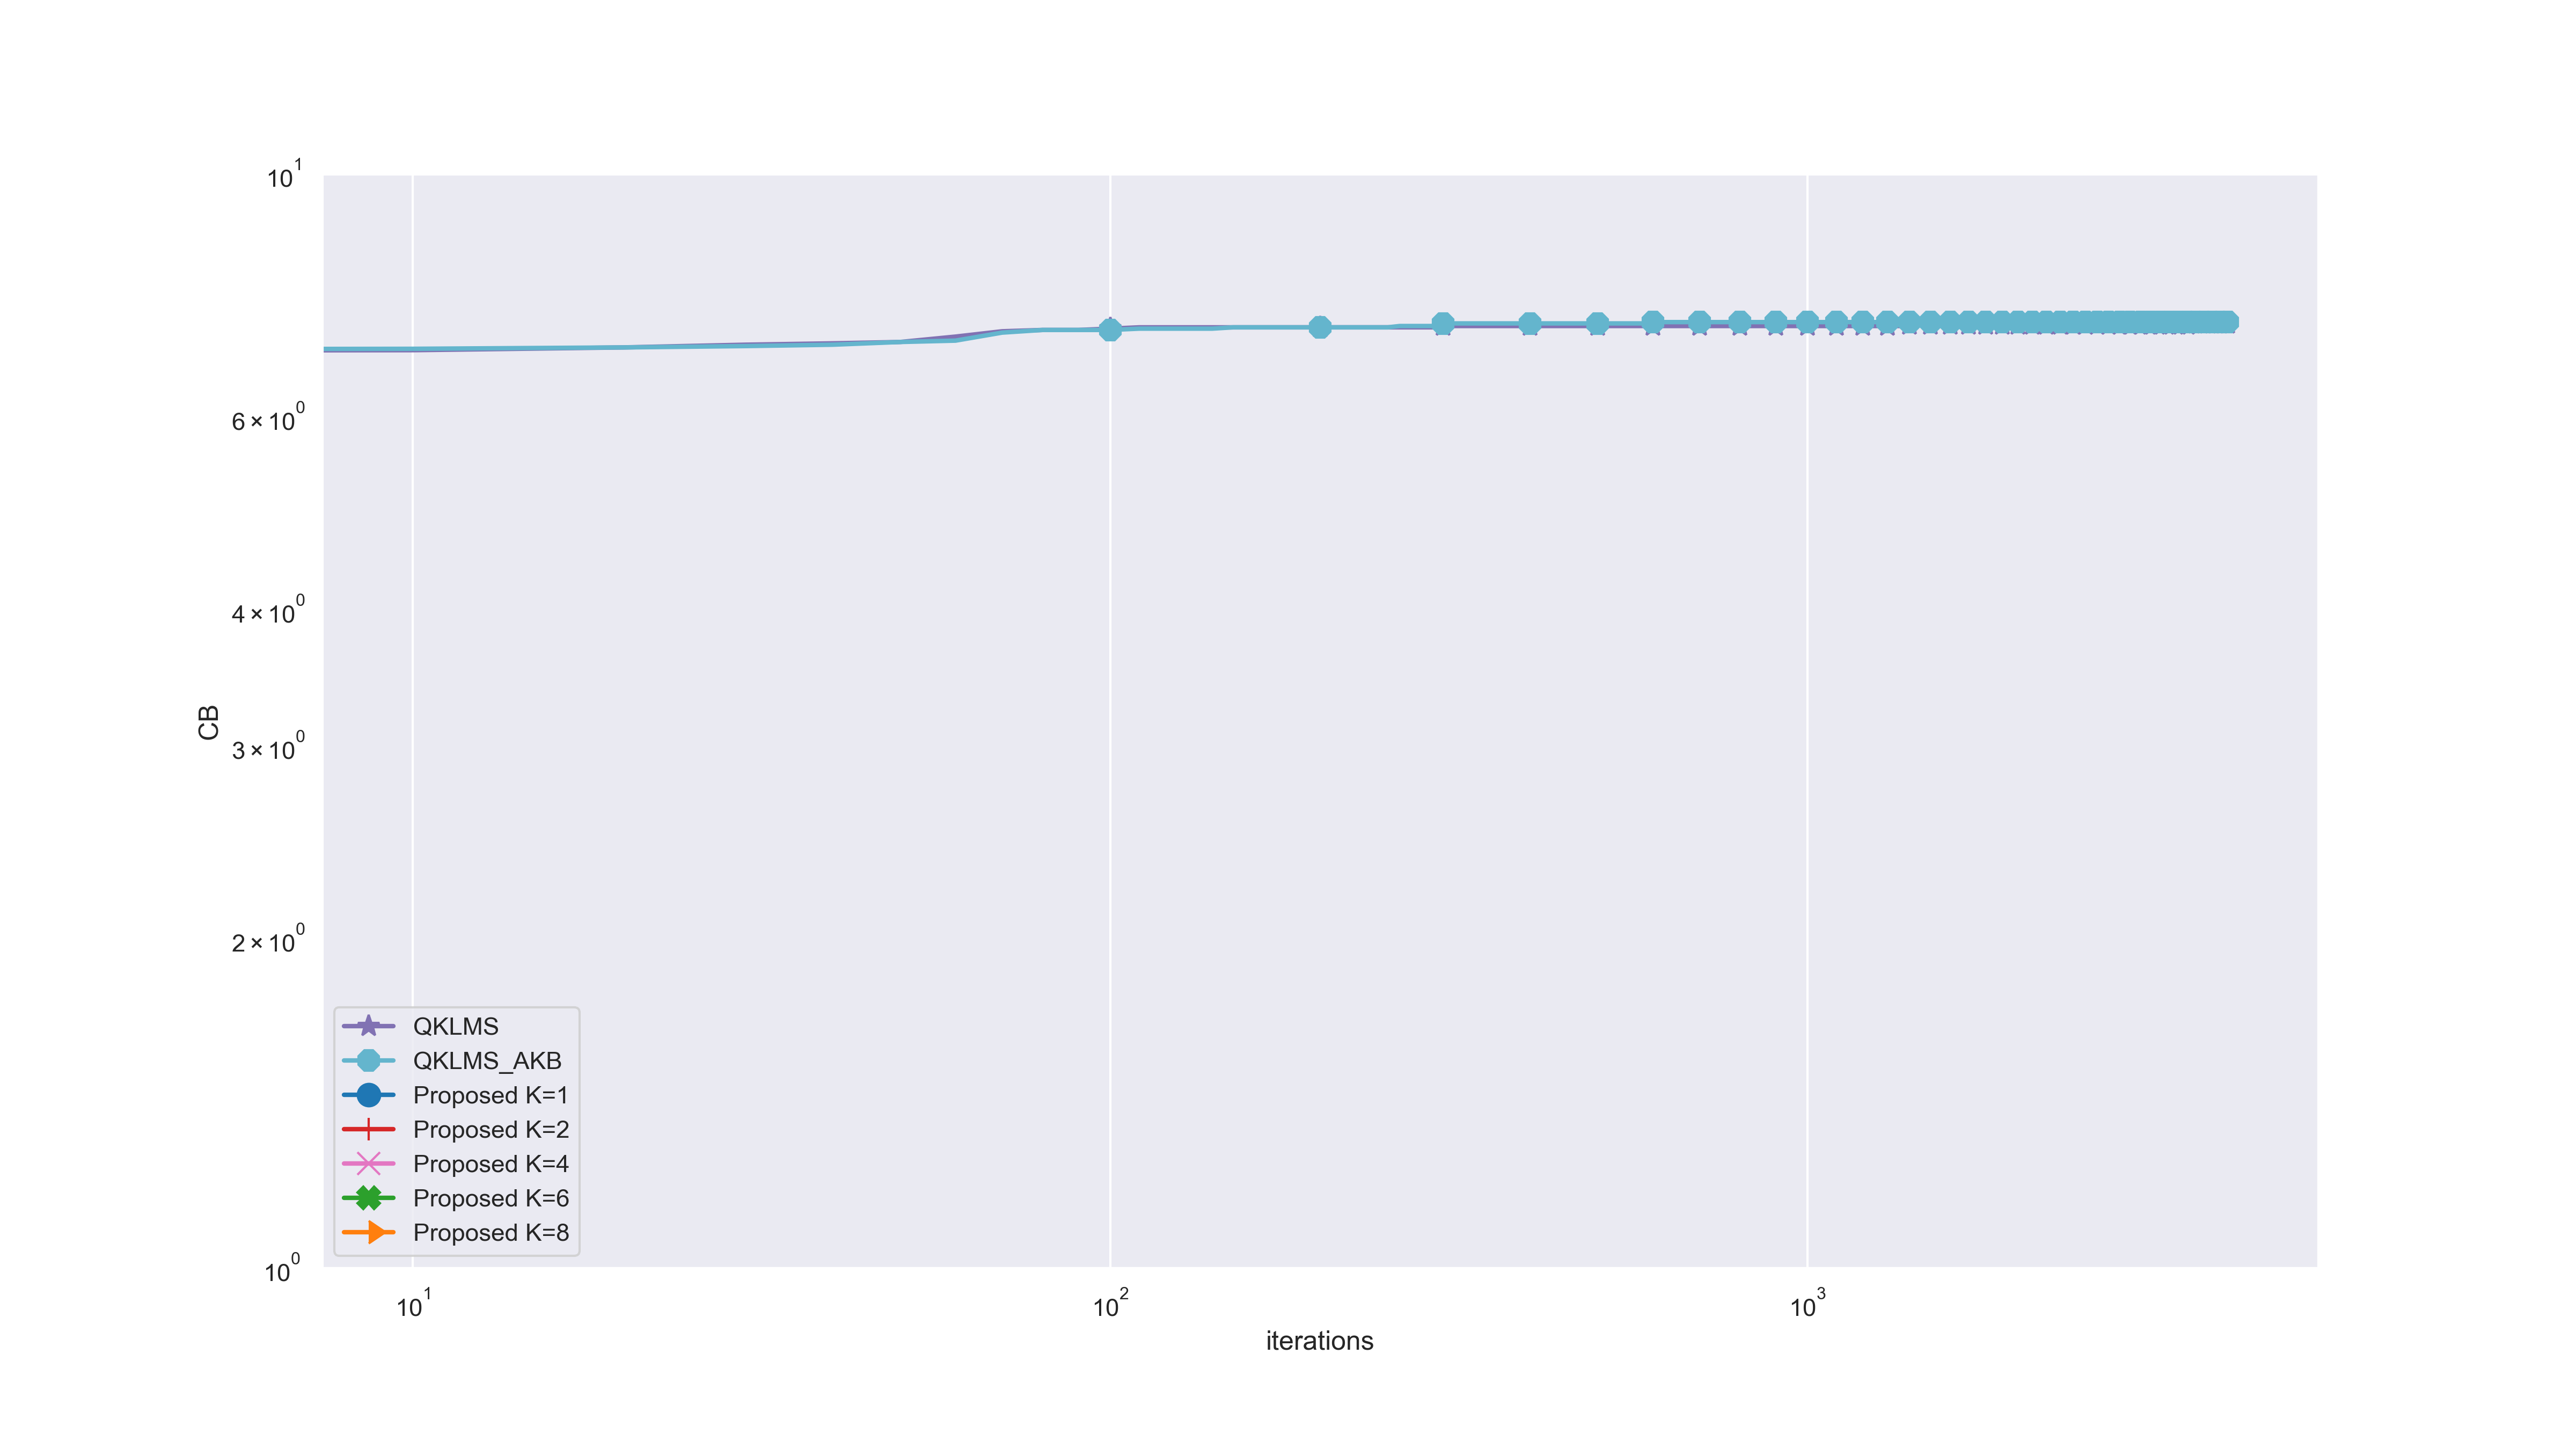 10^1
6 × 10^0
4 × 10^0
3 × 10^0
2 × 10^0
10^0
CB
QKLMS
QKLMS_AKB
Proposed K=1
Proposed K=2
Proposed K=4
Proposed K=6
Proposed K=8
10^1
10^2
10^3
iterations